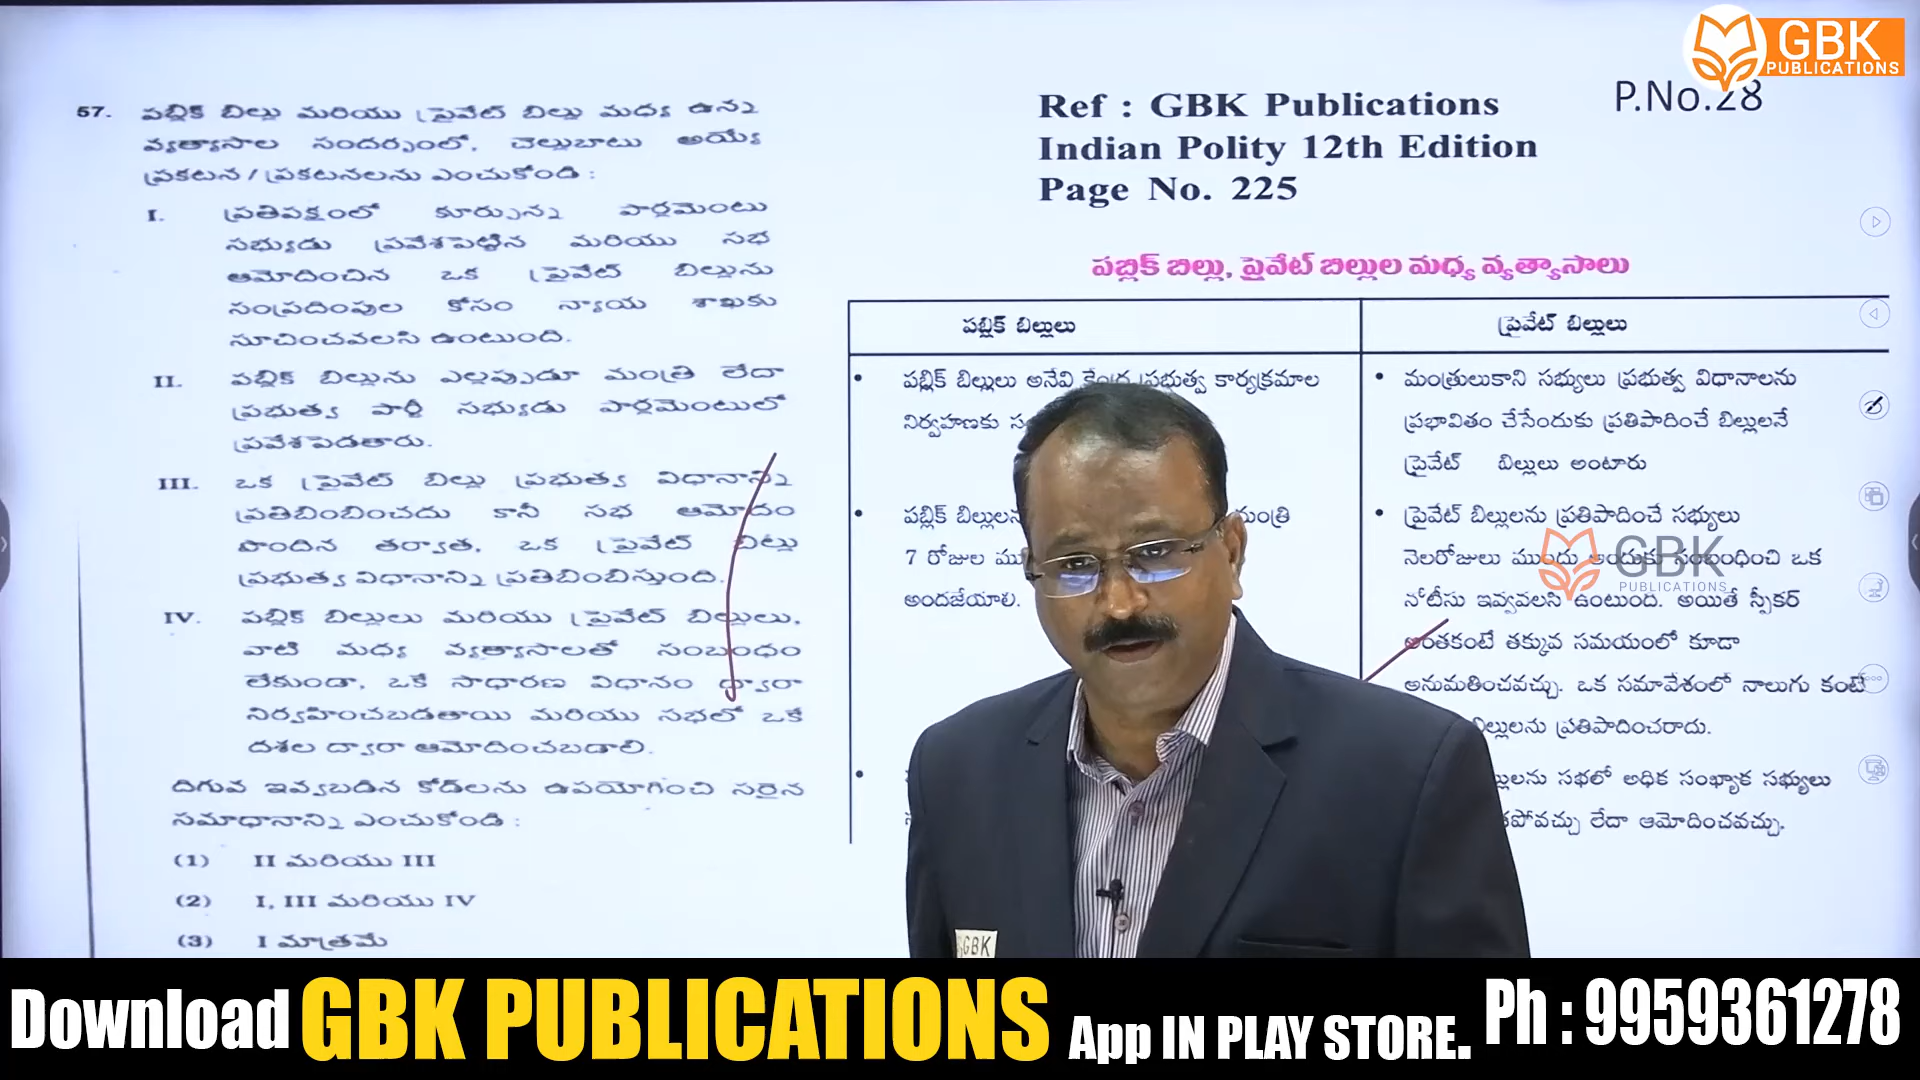 GBK
PUBLICATIONS
P.No.28
Ref : GBK Publications
Indian Polity 12th Edition
Page No. 225
57. పబ్లిక్ బిల్లు మరియు ప్రైవేట్ బిల్లు మధ్య ఉన్న
వ్యత్యాసాల సందర్భంలో, చెల్లుబాటు అయ్యే
ప్రకటన / ప్రకటనలను ఎంచుకోండి :
I. ప్రతిపక్షంలో కూర్చున్న పార్లమెంటు
సభ్యుడు ప్రవేశపెట్టిన మరియు సభ
ఆమోదించిన ఒక ప్రైవేట్ బిల్లును
సంప్రదింపుల కోసం న్యాయ శాఖకు
సూచించవలసి ఉంటుంది.
II. పబ్లిక్ బిల్లును ఎల్లప్పుడూ మంత్రి లేదా
ప్రభుత్వ పార్టీ సభ్యుడు పార్లమెంటులో
ప్రవేశపెడతారు.
III. ఒక ప్రైవేట్ బిల్లు ప్రభుత్వ విధానాన్ని
ప్రతిబింబించదు కానీ సభ ఆమోదం
పొందిన తర్వాత, ఒక ప్రైవేట్ బిల్లు
ప్రభుత్వ విధానాన్ని ప్రతిబింబిస్తుంది.
IV. పబ్లిక్ బిల్లులు మరియు ప్రైవేట్ బిల్లులు,
వాటి మధ్య వ్యత్యాసాలతో సంబంధం
లేకుండా, ఒకే సాధారణ విధానం ద్వారా
నిర్వహించబడతాయి మరియు సభలో ఒకే
దశల ద్వారా ఆమోదించబడాలి.
దిగువ ఇవ్వబడిన కోడ్‌లను ఉపయోగించి సరైన
సమాధానాన్ని ఎంచుకోండి :
(1) II మరియు III
(2) I, III మరియు IV
(3) I మాత్రమే
పబ్లిక్ బిల్లు, ప్రైవేట్ బిల్లుల మధ్య వ్యత్యాసాలు
పబ్లిక్ బిల్లులు
• పబ్లిక్ బిల్లులు అనేవి కేంద్ర ప్రభుత్వ కార్యక్రమాల
నిర్వహణకు
• పబ్లిక్ మంత్రి
7 రోజుల
అందజేయాలి.
ప్రైవేట్ బిల్లులు
• మంత్రులుకాని సభ్యులు ప్రభుత్వ విధానాలను
ప్రభావితం చేసేందుకు ప్రతిపాదించే బిల్లులనే
ప్రైవేట్ బిల్లులు అంటారు
• ప్రైవేట్ బిల్లులను ప్రతిపాదించే సభ్యులు
నెలరోజులు ముందు అందుకు సంబంధించి ఒక
నోటీసు ఇవ్వవలసి ఉంటుంది. అయితే స్పీకర్
అంతకంటే తక్కువ సమయంలో కూడా
అనుమతించవచ్చు. ఒక సమావేశంలో నాలుగు కంటే
బిల్లులను ప్రతిపాదించరాదు.
సభలో అధిక సంఖ్యాక సభ్యులు
లేదా ఆమోదించవచ్చు.
GBK
PUBLICATIONS
GBK
Download GBK PUBLICATIONS App IN PLAY STORE. Ph : 9959361278